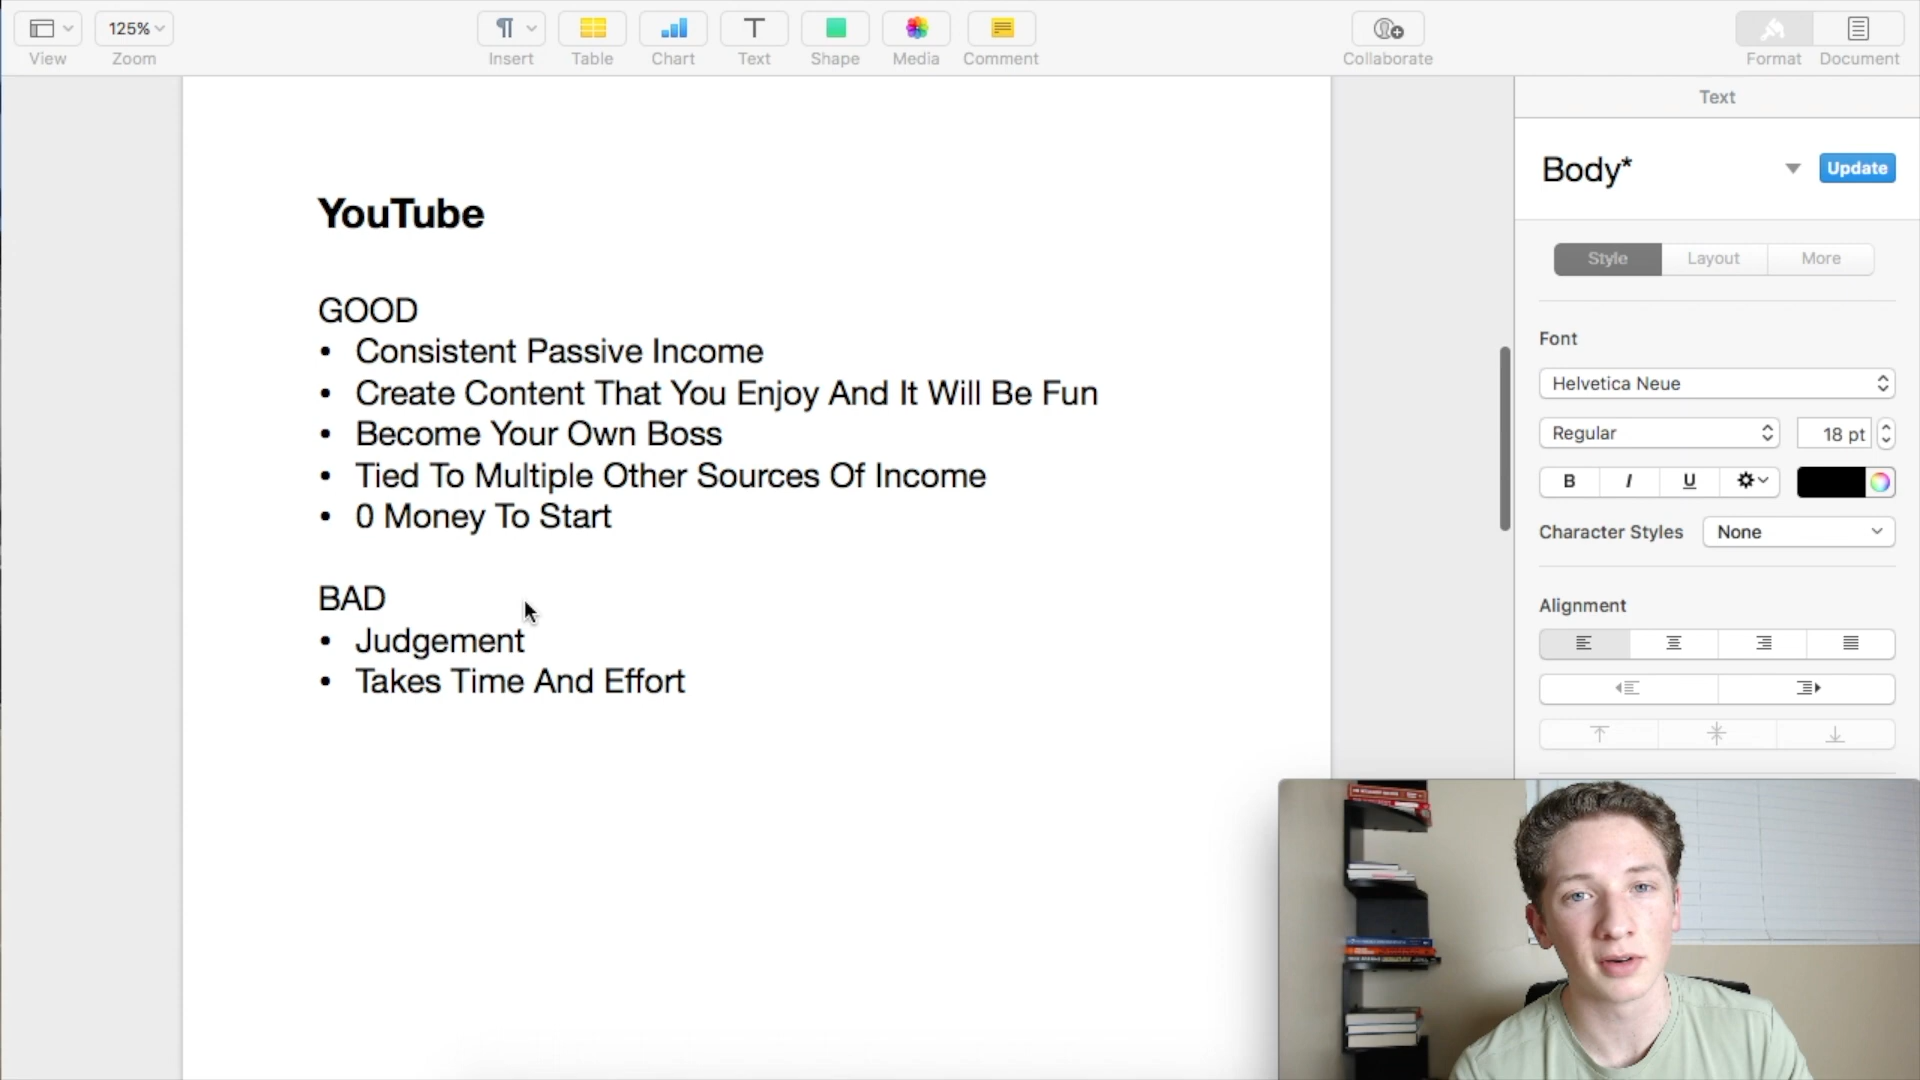 125%
View
Zoom
Insert
Table
Chart
Text
Shape
Media
Comment
Collaborate
Format
Document
Text
Body*
Update
Style
Layout
More
Font
Helvetica Neue
Regular
18 pt
B
I
U
Character Styles
None
Alignment
YouTube
GOOD
• Consistent Passive Income
• Create Content That You Enjoy And It Will Be Fun
• Become Your Own Boss
• Tied To Multiple Other Sources Of Income
• 0 Money To Start
BAD
• Judgement
• Takes Time And Effort